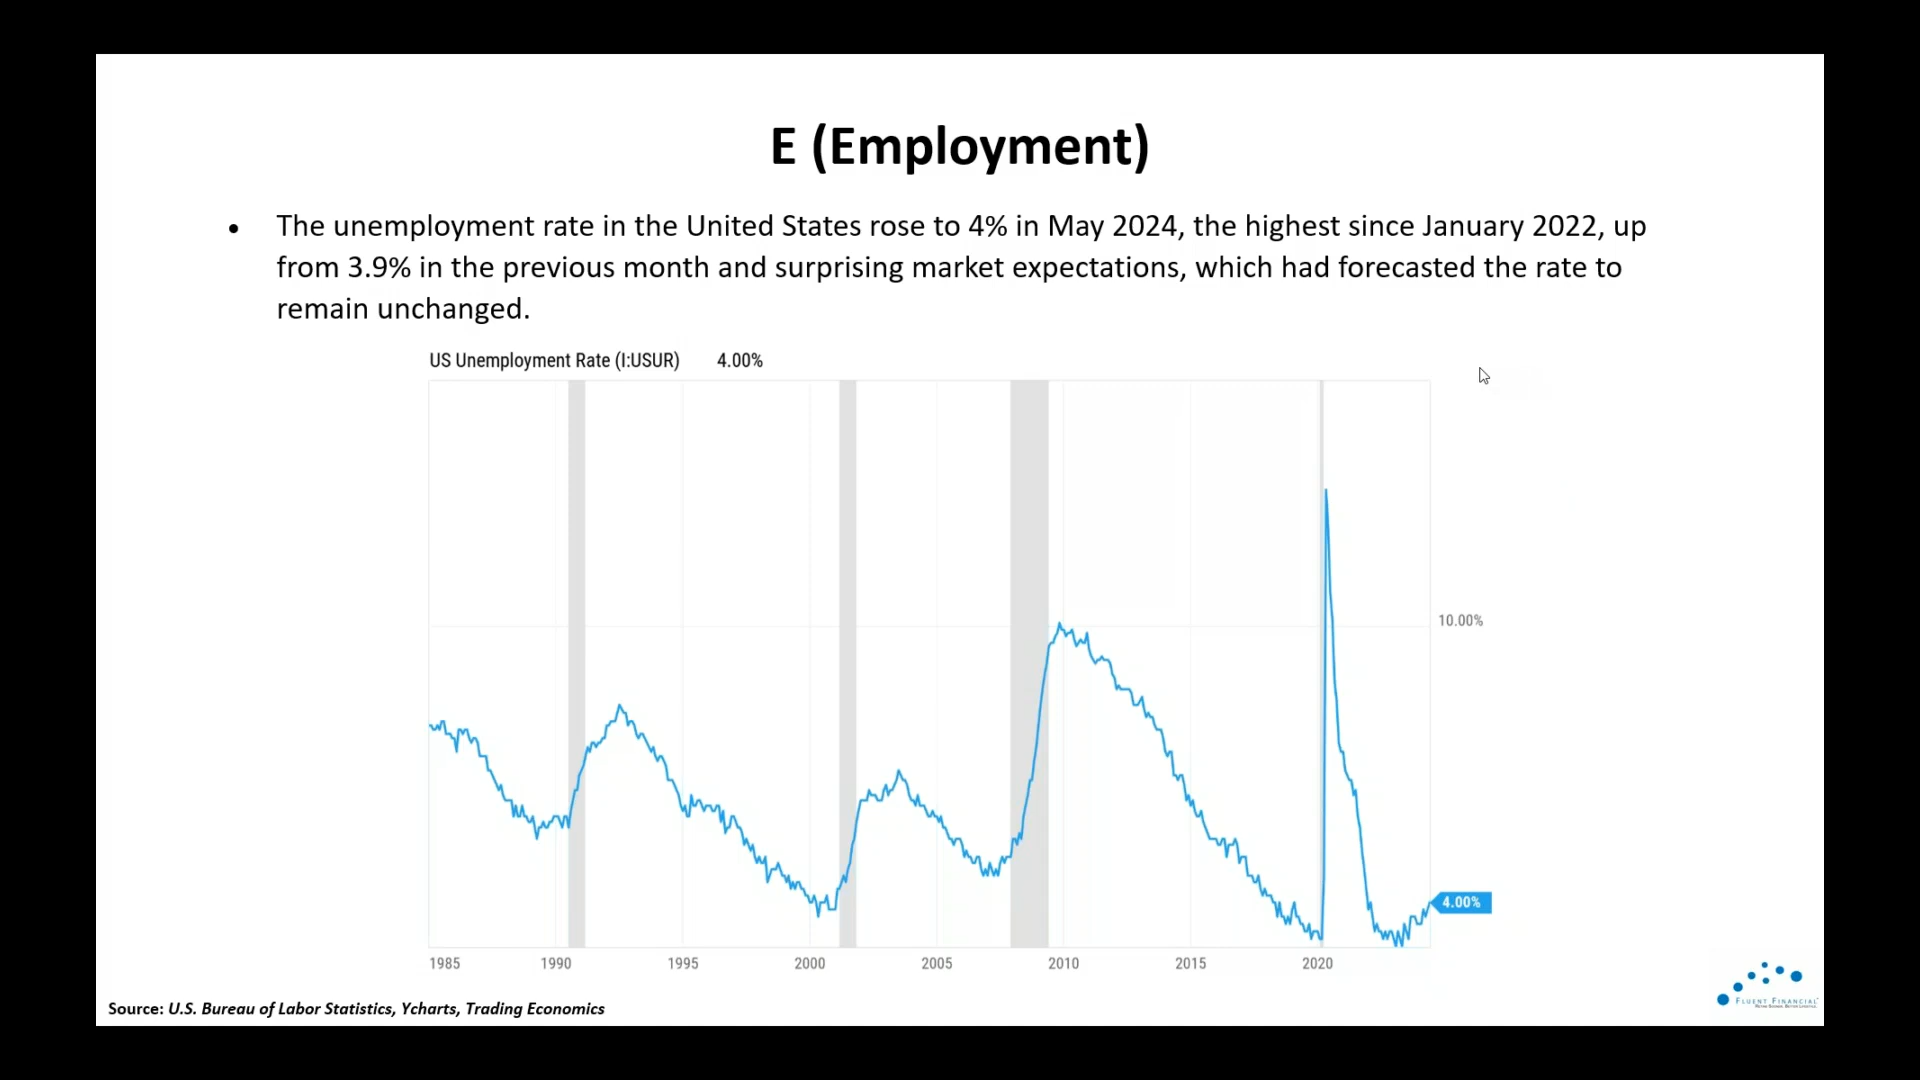 E (Employment)
• The unemployment rate in the United States rose to 4% in May 2024, the highest since January 2022, up
from 3.9% in the previous month and surprising market expectations, which had forecasted the rate to
remain unchanged.
US Unemployment Rate (I:USUR) 4.00%
10.00%
4.00%
1985 1990 1995 2000 2005 2010 2015 2020
Source: U.S. Bureau of Labor Statistics, Ycharts, Trading Economics
FLUENT FINANCIAL